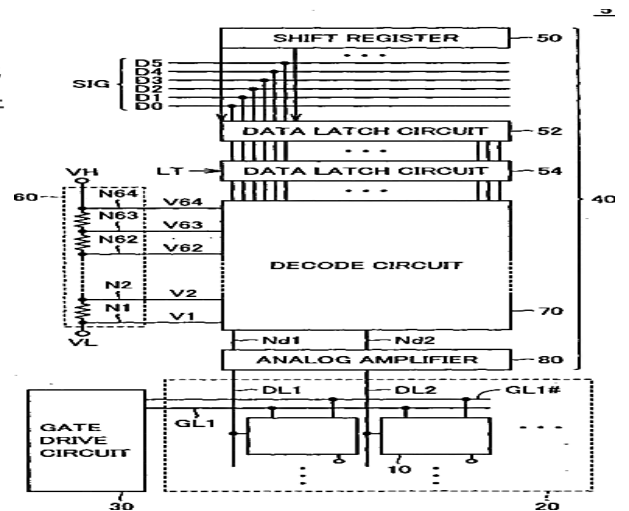 5
SHIFT REGISTER 50
D5
D4
D3
SIG D2
D1
D0
DATA LATCH CIRCUIT 52
LT DATA LATCH CIRCUIT 54
40
VH
60 N64 V64
N63 V63
N62 V62
DECODE CIRCUIT
N2 V2
N1 V1 70
VL
Nd1 Nd2
ANALOG AMPLIFIER 80
DL1 DL2 GL1#
GL1
GATE
DRIVE
CIRCUIT
10
30 20